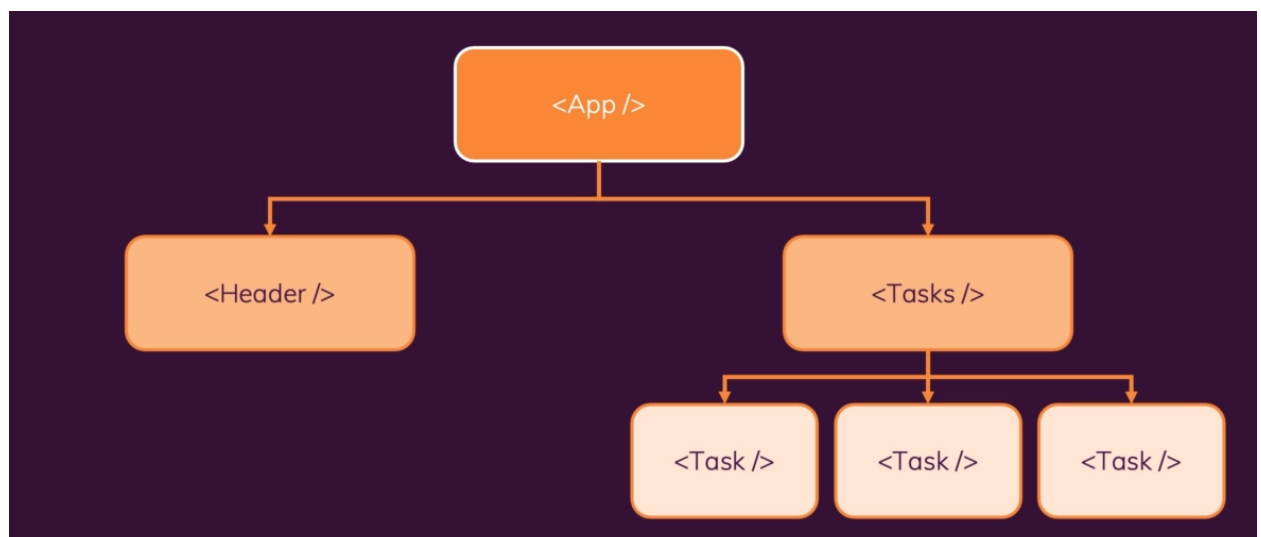 <App />
<Header />
<Tasks />
<Task />
<Task />
<Task />